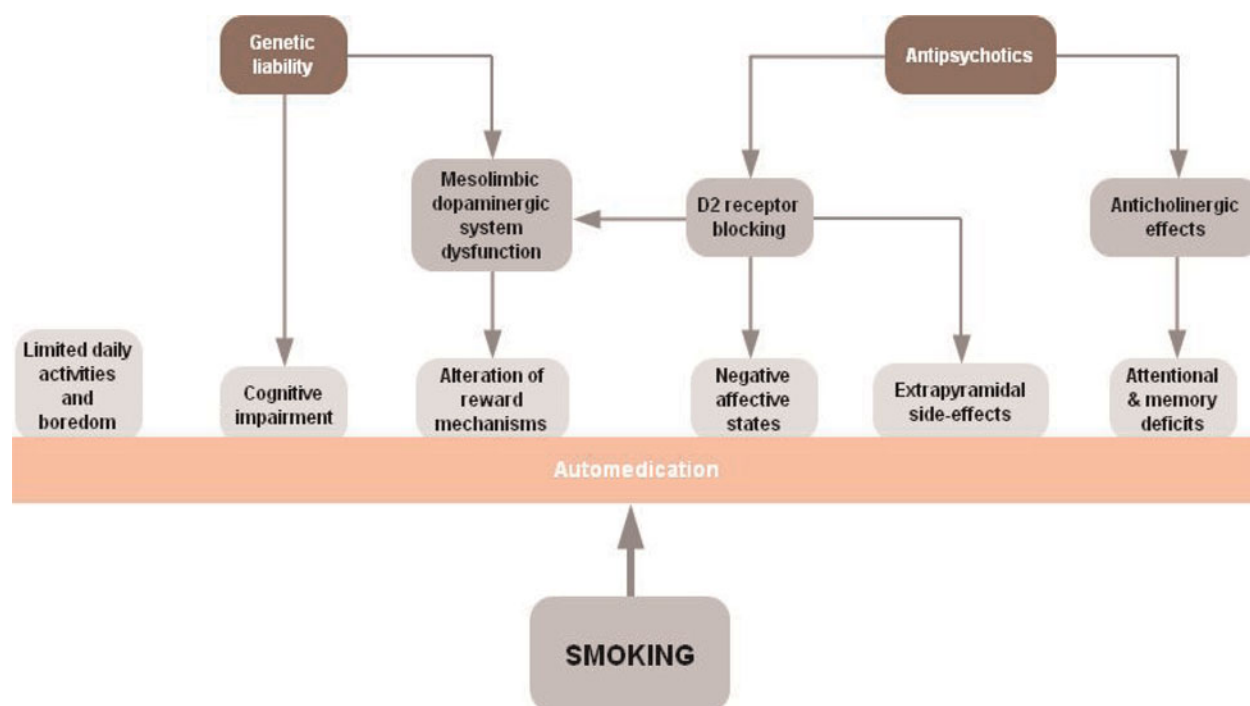 Genetic
liability
Antipsychotics
Mesolimbic
dopaminergic
system
dysfunction
D2 receptor
blocking
Anticholinergic
effects
Limited daily
activities
and
boredom
Cognitive
impairment
Alteration of
reward
mechanisms
Negative
affective
states
Extrapyramidal
side-effects
Attentional
& memory
deficits
Automedication
SMOKING